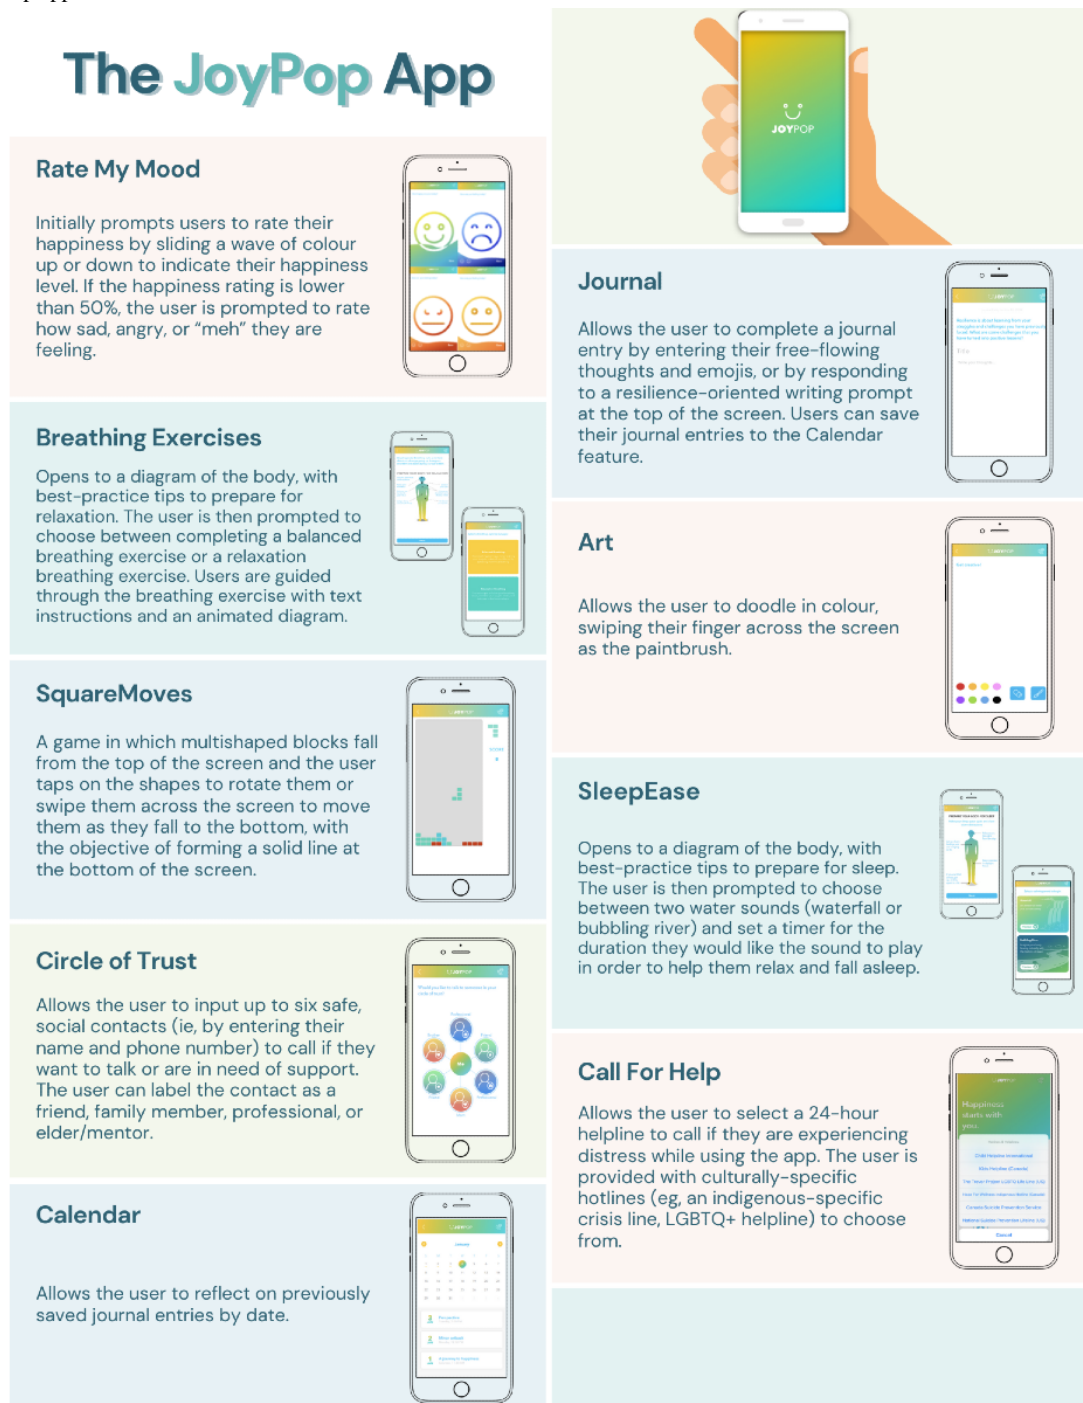 The JoyPop App
JOYPOP
Rate My Mood
Initially prompts users to rate their
happiness by sliding a wave of colour
up or down to indicate their happiness
level. If the happiness rating is lower
than 50%, the user is prompted to rate
how sad, angry, or “meh” they are
feeling.
Breathing Exercises
Opens to a diagram of the body, with
best-practice tips to prepare for
relaxation. The user is then prompted to
choose between completing a balanced
breathing exercise or a relaxation
breathing exercise. Users are guided
through the breathing exercise with text
instructions and an animated diagram.
SquareMoves
A game in which multishaped blocks fall
from the top of the screen and the user
taps on the shapes to rotate them or
swipe them across the screen to move
them as they fall to the bottom, with
the objective of forming a solid line at
the bottom of the screen.
Circle of Trust
Allows the user to input up to six safe,
social contacts (ie, by entering their
name and phone number) to call if they
want to talk or are in need of support.
The user can label the contact as a
friend, family member, professional, or
elder/mentor.
Calendar
Allows the user to reflect on previously
saved journal entries by date.
Journal
Allows the user to complete a journal
entry by entering their free-flowing
thoughts and emojis, or by responding
to a resilience-oriented writing prompt
at the top of the screen. Users can save
their journal entries to the Calendar
feature.
Art
Allows the user to doodle in colour,
swiping their finger across the screen
as the paintbrush.
SleepEase
Opens to a diagram of the body, with
best-practice tips to prepare for sleep.
The user is then prompted to choose
between two water sounds (waterfall or
bubbling river) and set a timer for the
duration they would like the sound to play
in order to help them relax and fall asleep.
Call For Help
Allows the user to select a 24-hour
helpline to call if they are experiencing
distress while using the app. The user is
provided with culturally-specific
hotlines (eg, an indigenous-specific
crisis line, LGBTQ+ helpline) to choose
from.
Happiness
starts with
you.